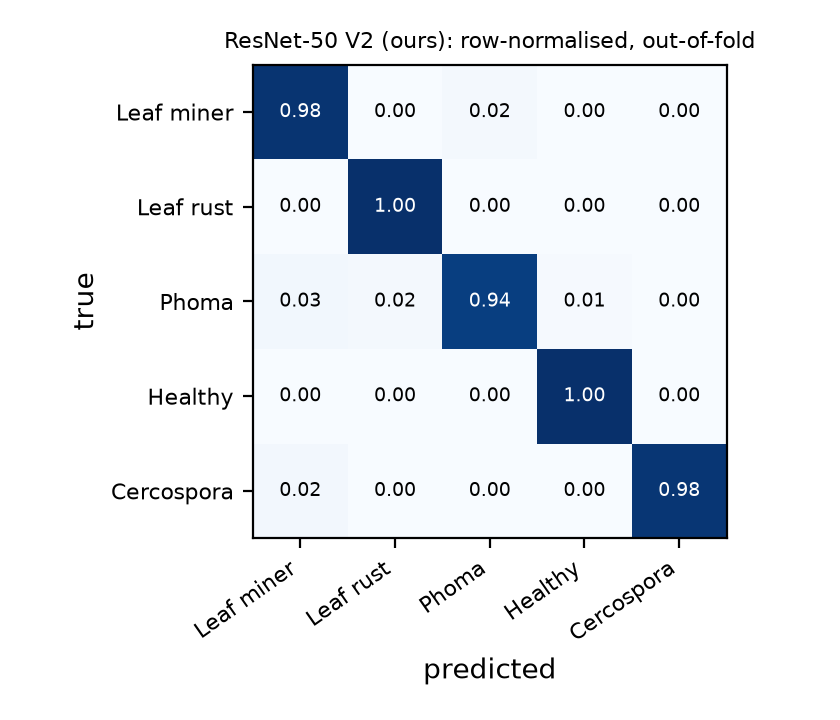 ResNet-50 V2 (ours): row-normalised, out-of-fold
Leaf miner 0.98 0.00 0.02 0.00 0.00
Leaf rust 0.00 1.00 0.00 0.00 0.00
Phoma 0.03 0.02 0.94 0.01 0.00
Healthy 0.00 0.00 0.00 1.00 0.00
Cercospora 0.02 0.00 0.00 0.00 0.98
true
Leaf miner Leaf rust Phoma Healthy Cercospora
predicted